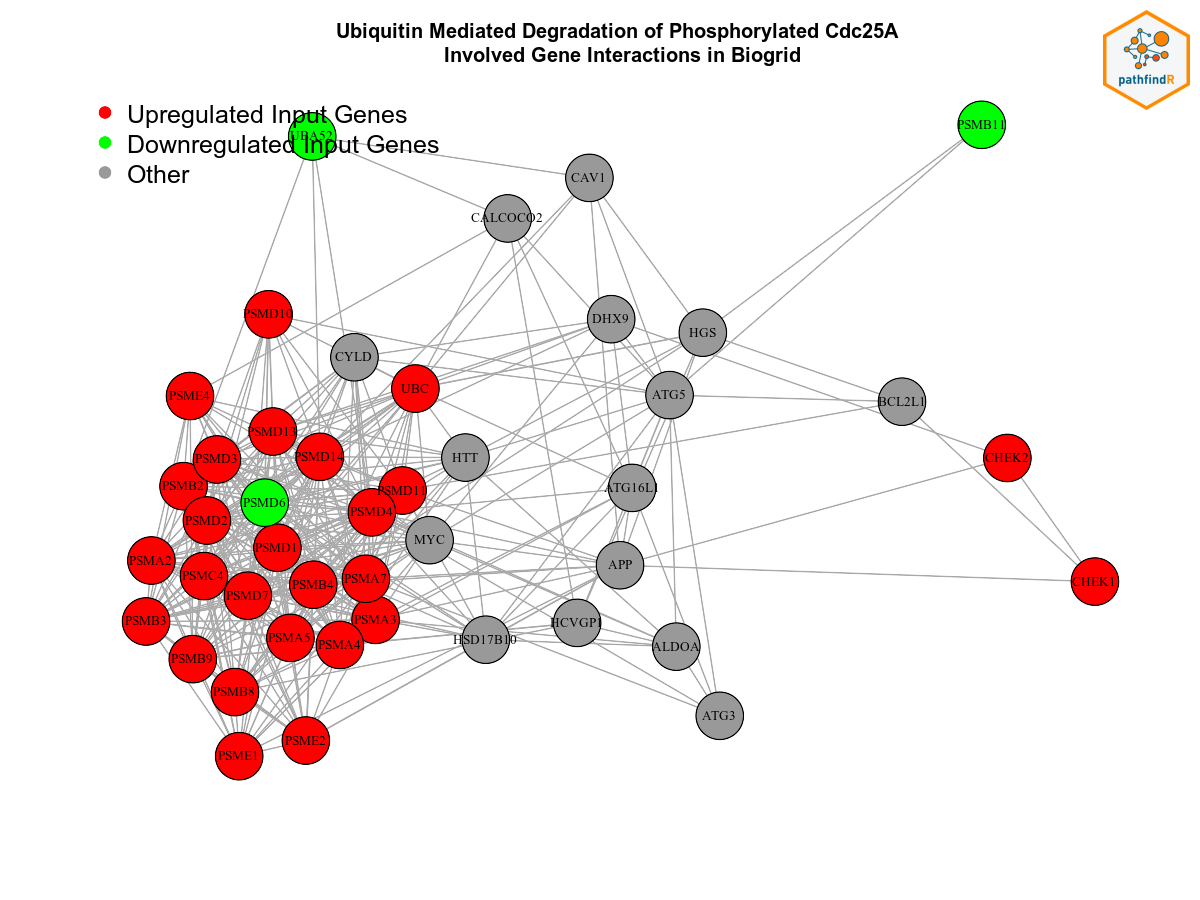 Ubiquitin Mediated Degradation of Phosphorylated Cdc25A
Involved Gene Interactions in Biogrid
pathfindR
Upregulated Input Genes
Downregulated Input Genes
Other
UBA52
PSMB11
CAV1
CALCOCO2
PSMD10
DHX9
HGS
CYLD
UBC
PSME4
ATG5
BCL2L1
PSMD13
PSMD3
PSMD14
HTT
CHEK2
PSMB2
PSMD11
ATG16L1
PSMD6
PSMD4
PSMD2
MYC
PSMD1
PSMA2
APP
PSMC4
PSMA7
CHEK1
PSMB4
PSMD7
PSMB3
PSMA3
HCVGP1
PSMA5
PSMA4
HSD17B10
ALDOA
PSMB9
PSMB8
ATG3
PSME2
PSME1